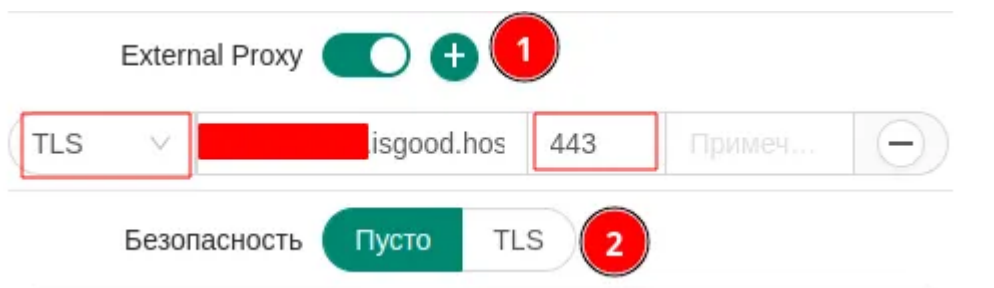 External Proxy + 1
TLS .isgood.hos 443 Примеч...
Безопасность Пусто TLS 2